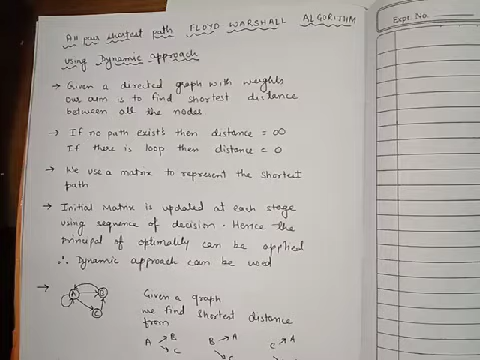 All pair shortest path FLOYD WARSHALL ALGORITHM
Expt. No.
using Dynamic approach
→ Given a directed graph with weights
our aim is to find shortest distance
between all the nodes
→ If no path exist's then distance = ∞
If there is loop then distance = 0
→ We use a matrix to represent the shortest
path
→ Initial Matrix is updated at each stage
using sequence of decision. Hence the
Principal of optimality can be applied
∴ Dynamic approach can be used
→ A B C
Given a graph
we find shortest distance
from
A → B B → A C → A
→ C → C